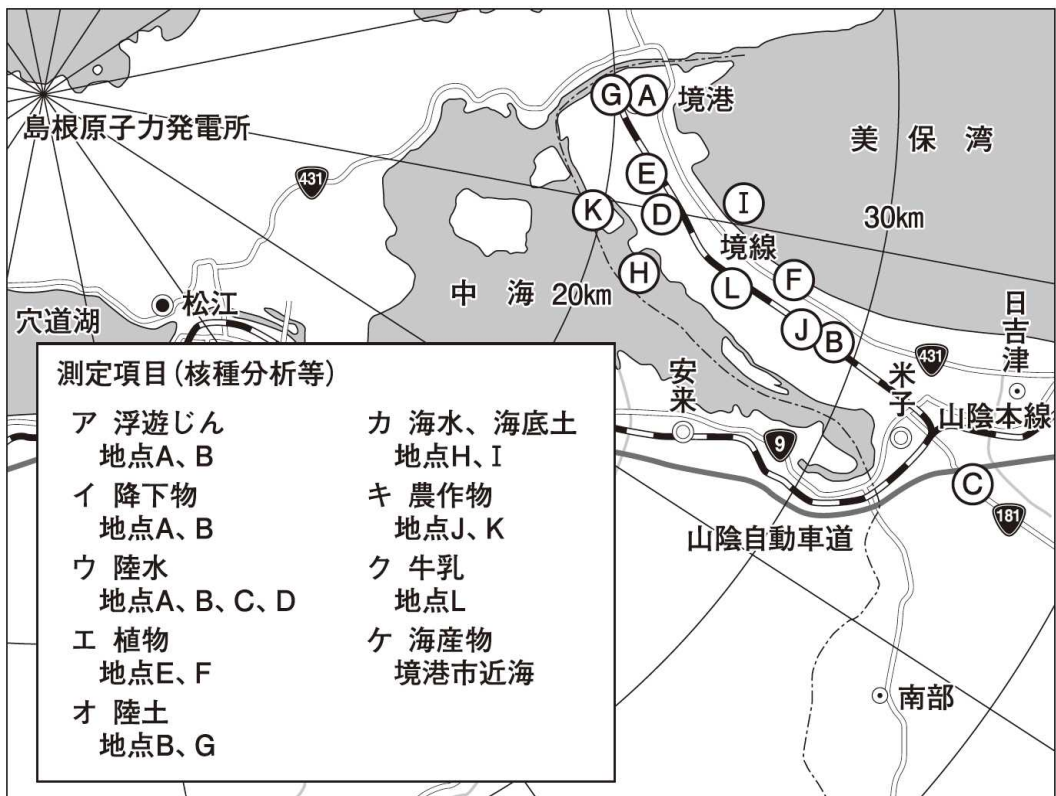 島根原子力発電所
431
G
A
境港
美保湾
E
D
K
I
30km
境線
H
L
F
中海
20km
J
B
日吉津
松江
宍道湖
431
米子
安来
山陰本線
9
C
181
山陰自動車道
南部
測定項目(核種分析等)
ア 浮遊じん
地点A、B
イ 降下物
地点A、B
ウ 陸水
地点A、B、C、D
エ 植物
地点E、F
オ 陸土
地点B、G
カ 海水、海底土
地点H、I
キ 農作物
地点J、K
ク 牛乳
地点L
ケ 海産物
境港市近海